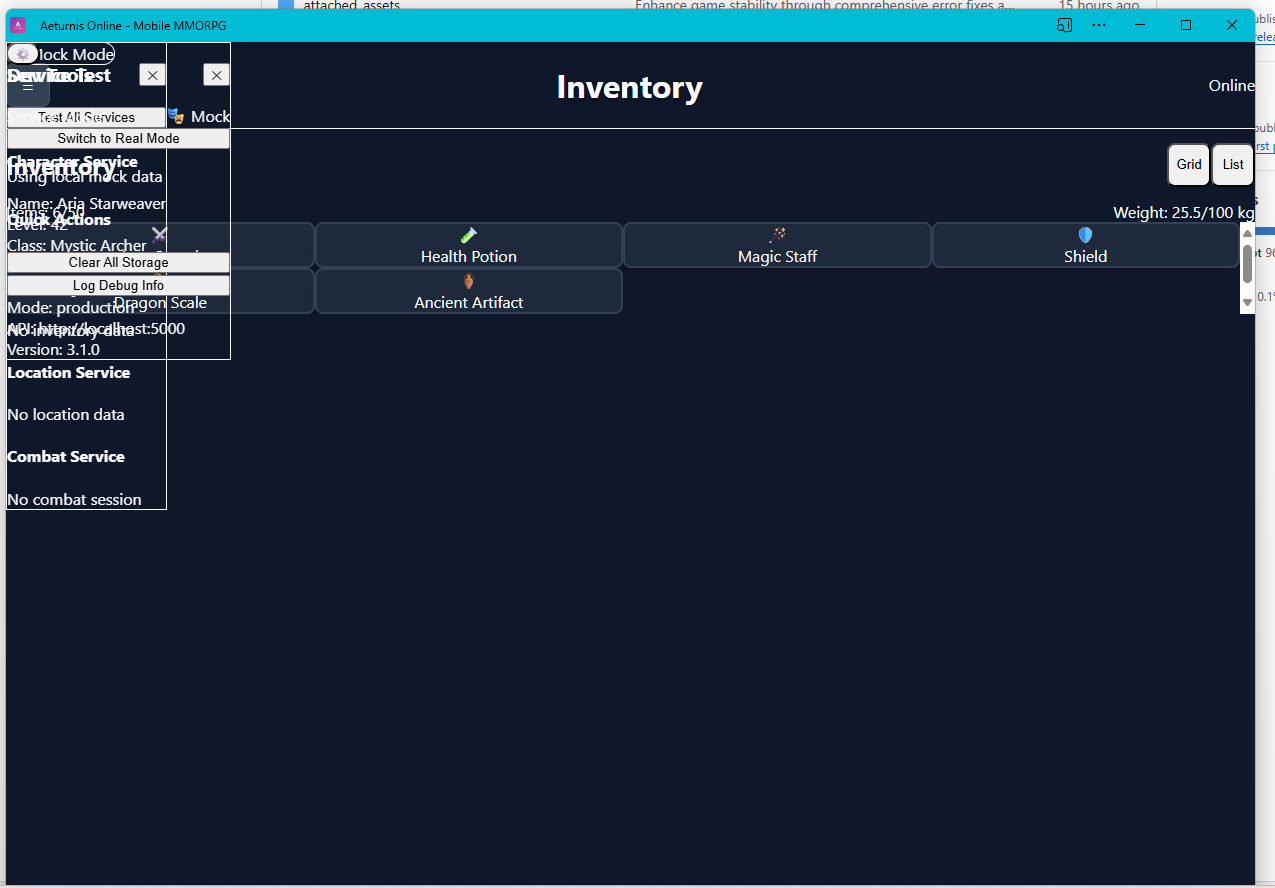 attached_assets
Enhance game stability through comprehensive error fixes a...
15 hours ago
Aeturnis Online - Mobile MMORPG
lock Mode
Service Test
Dev Tools
Inventory
Online
Test All Services
Mock
Switch to Real Mode
Character Service
Inventory
Using local mock data
Grid
List
Name: Aria Starweaver
Items: 6/50
Weight: 25.5/100 kg
Quick Actions
Level: 42
Class: Mystic Archer
Health Potion
Magic Staff
Shield
Clear All Storage
Log Debug Info
Dragon Scale
Ancient Artifact
Mode: production
API: http://localhost:5000
No inventory data
Version: 3.1.0
Location Service
No location data
Combat Service
No combat session